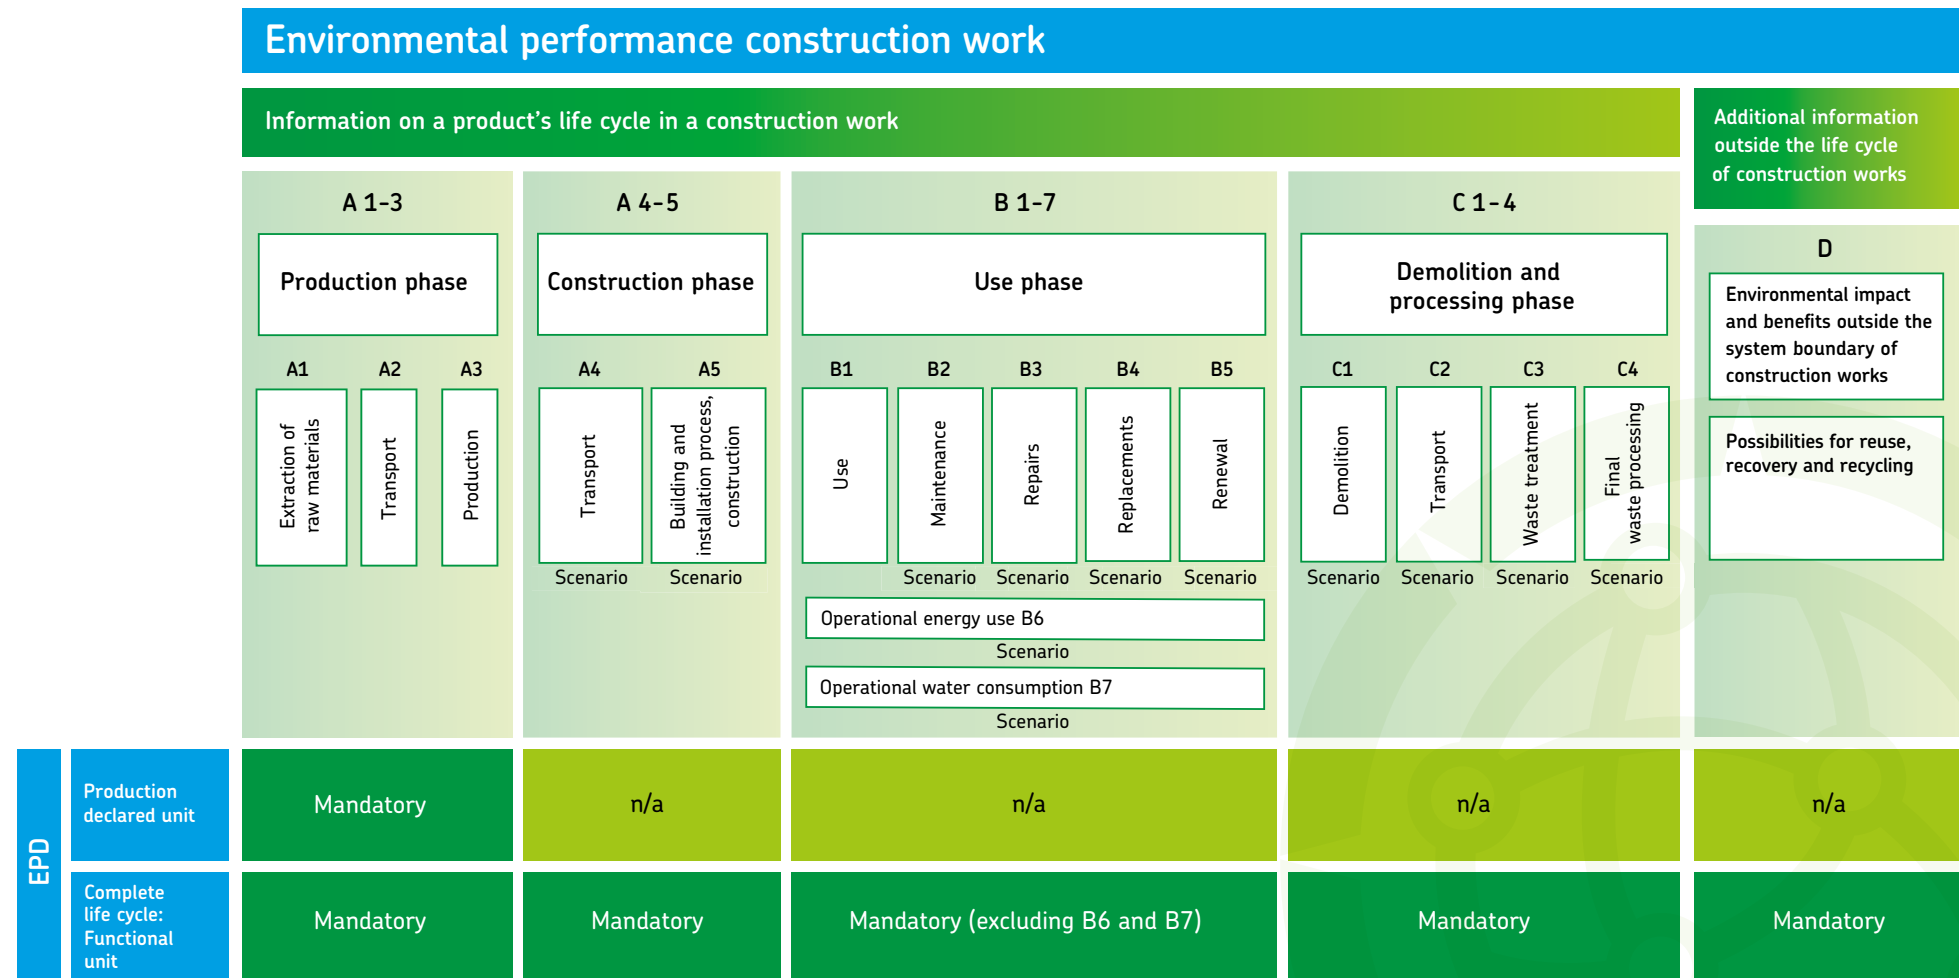 Environmental performance construction work
Information on a product’s life cycle in a construction work
Additional information
outside the life cycle
of construction works
A 1-3
Production phase
A1
Extraction of
raw materials
A2
Transport
A3
Production
A 4-5
Construction phase
A4
Transport
Scenario
A5
Building and
installation process,
construction
Scenario
B 1-7
Use phase
B1
Use
B2
Maintenance
Scenario
B3
Repairs
Scenario
B4
Replacements
Scenario
B5
Renewal
Scenario
Operational energy use B6
Scenario
Operational water consumption B7
Scenario
C 1-4
Demolition and
processing phase
C1
Demolition
Scenario
C2
Transport
Scenario
C3
Waste treatment
Scenario
C4
Final
waste processing
Scenario
D
Environmental impact
and benefits outside the
system boundary of
construction works
Possibilities for reuse,
recovery and recycling
EPD
Production
declared unit
Mandatory
n/a
n/a
n/a
n/a
Complete
life cycle:
Functional
unit
Mandatory
Mandatory
Mandatory (excluding B6 and B7)
Mandatory
Mandatory